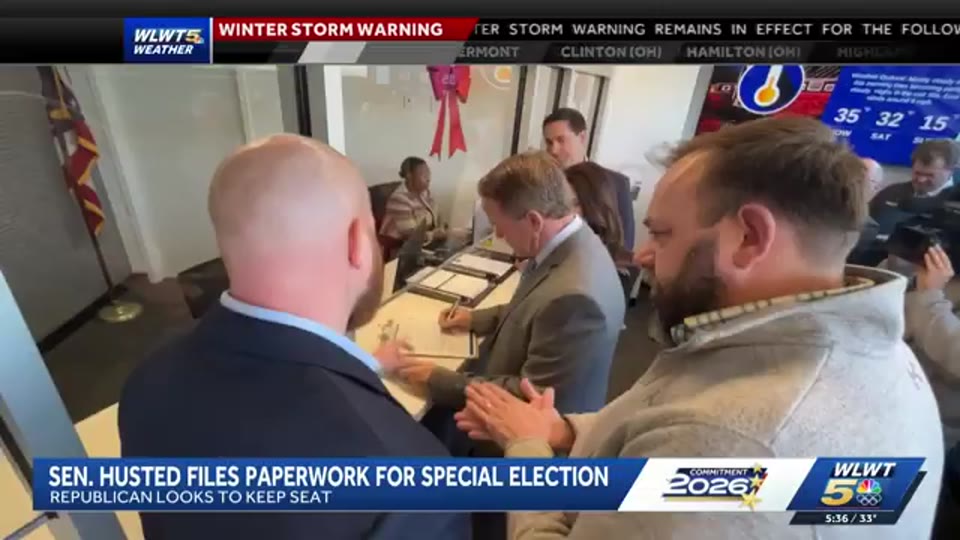 WLWT5
WEATHER
WINTER STORM WARNING
TER STORM WARNING REMAINS IN EFFECT FOR THE FOLLOW
ERMONT CLINTON (OH) HAMILTON (OH) HIGHLAN
35° 32° 15°
SAT
SEN. HUSTED FILES PAPERWORK FOR SPECIAL ELECTION
REPUBLICAN LOOKS TO KEEP SEAT
COMMITMENT
2026
WLWT
5
5:36 / 33°